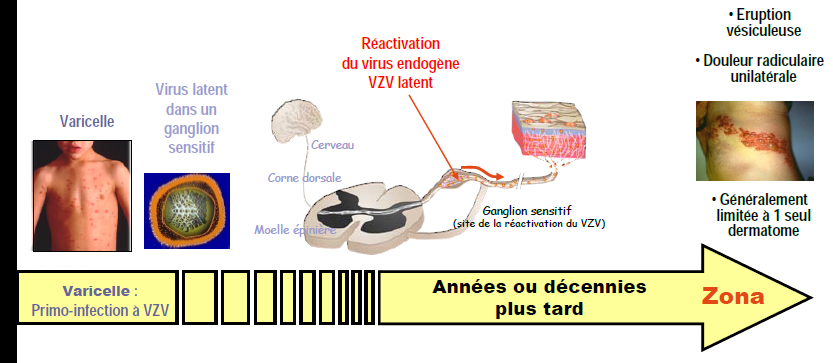 Varicelle
Virus latent
dans un
ganglion
sensitif
Réactivation
du virus endogène
VZV latent
Cerveau
Corne dorsale
Moelle épinière
Ganglion sensitif
(site de la réactivation du VZV)
• Eruption
vésiculeuse
• Douleur radiculaire
unilatérale
• Généralement
limitée à 1 seul
dermatome
Varicelle :
Primo-infection à VZV
Années ou décennies
plus tard
Zona